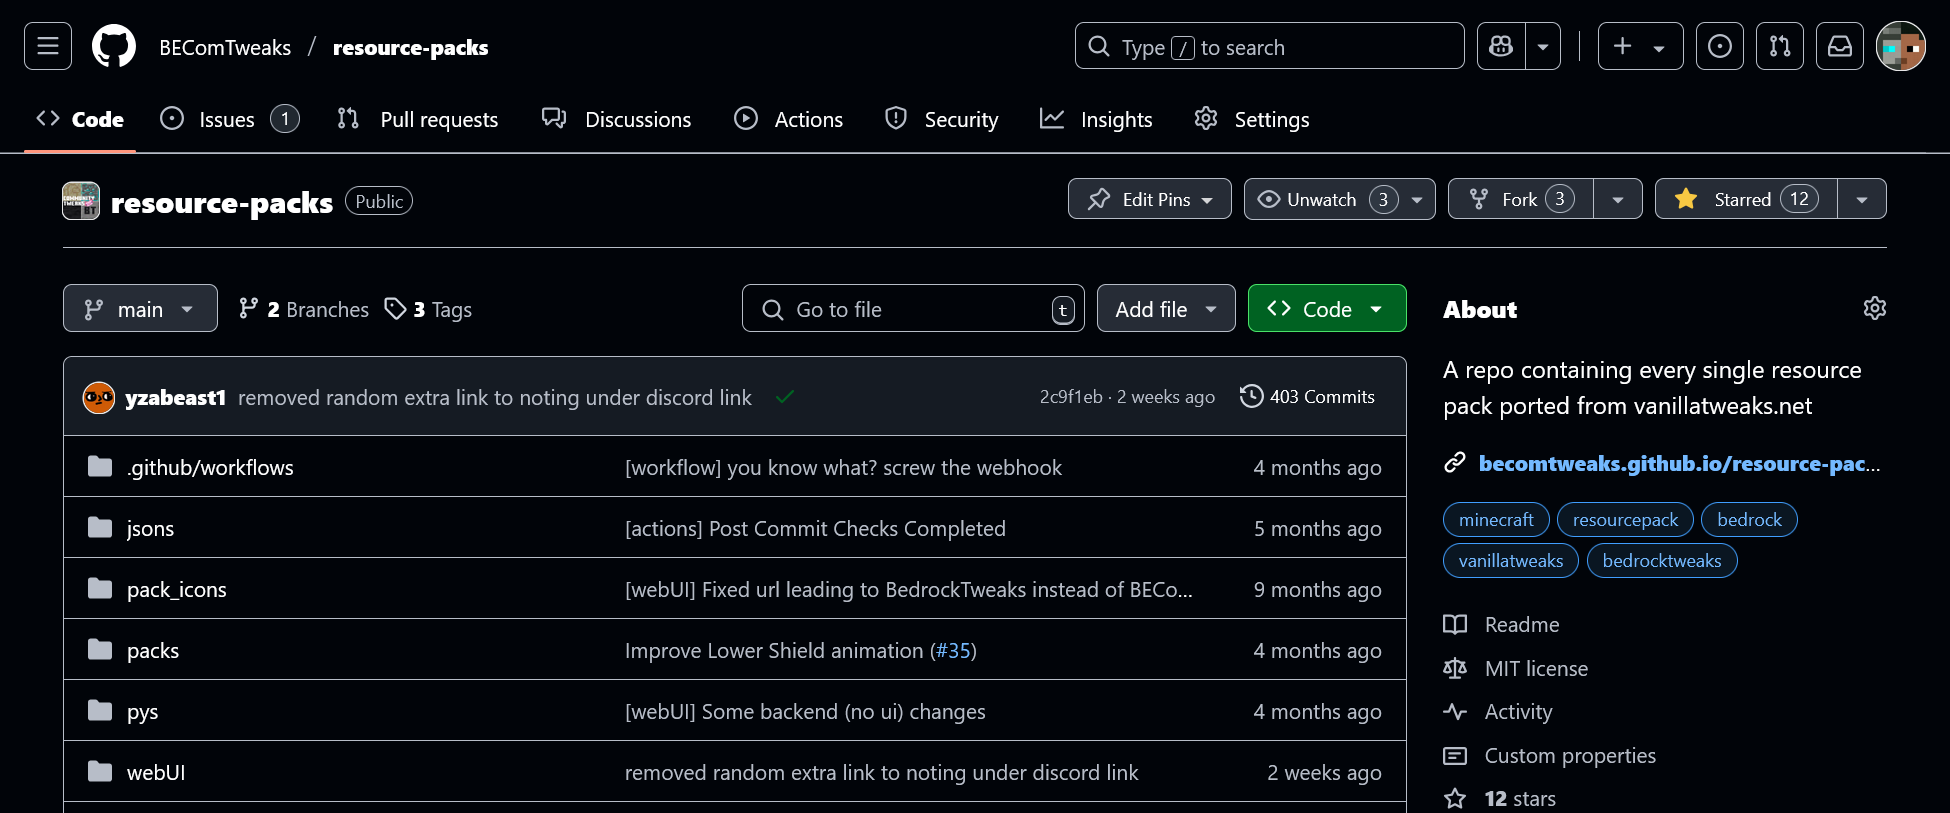 BEComTweaks / resource-packs
Type / to search
Code
Issues 1
Pull requests
Discussions
Actions
Security
Insights
Settings
resource-packs Public
Edit Pins
Unwatch 3
Fork 3
Starred 12
main
2 Branches
3 Tags
Go to file t
Add file
Code
yzabeast1 removed random extra link to noting under discord link
2c9f1eb · 2 weeks ago
403 Commits
.github/workflows [workflow] you know what? screw the webhook 4 months ago
jsons [actions] Post Commit Checks Completed 5 months ago
pack_icons [webUI] Fixed url leading to BedrockTweaks instead of BECo... 9 months ago
packs Improve Lower Shield animation (#35) 4 months ago
pys [webUI] Some backend (no ui) changes 4 months ago
webUI removed random extra link to noting under discord link 2 weeks ago
About
A repo containing every single resource
pack ported from vanillatweaks.net
becomtweaks.github.io/resource-pac...
minecraft resourcepack bedrock
vanillatweaks bedrocktweaks
Readme
MIT license
Activity
Custom properties
12 stars